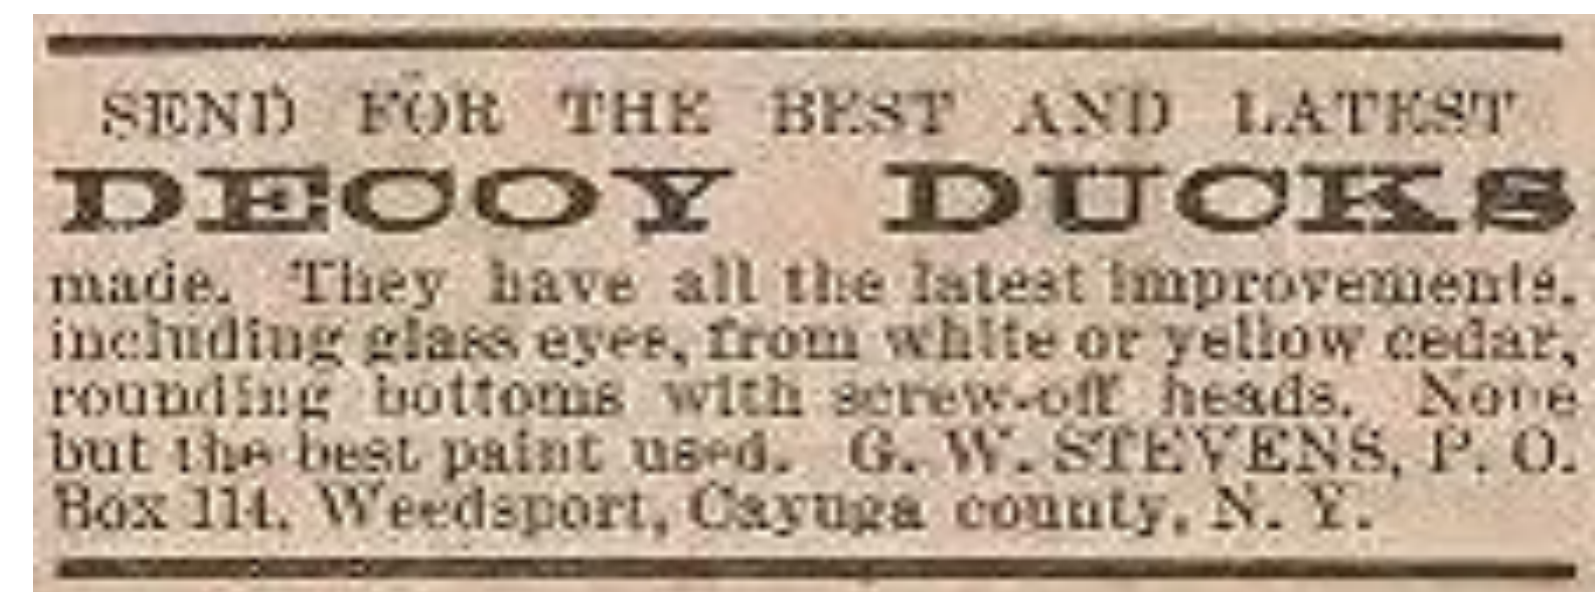 SEND FOR THE BEST AND LATEST
DECOY DUCKS
made. They have all the latest improvements,
including glass eyes, from white or yellow cedar,
rounding bottoms with screw-off heads. None
but the best paint used. G. W. STEVENS, P. O.
Box 114, Weedsport, Cayuga county, N. Y.